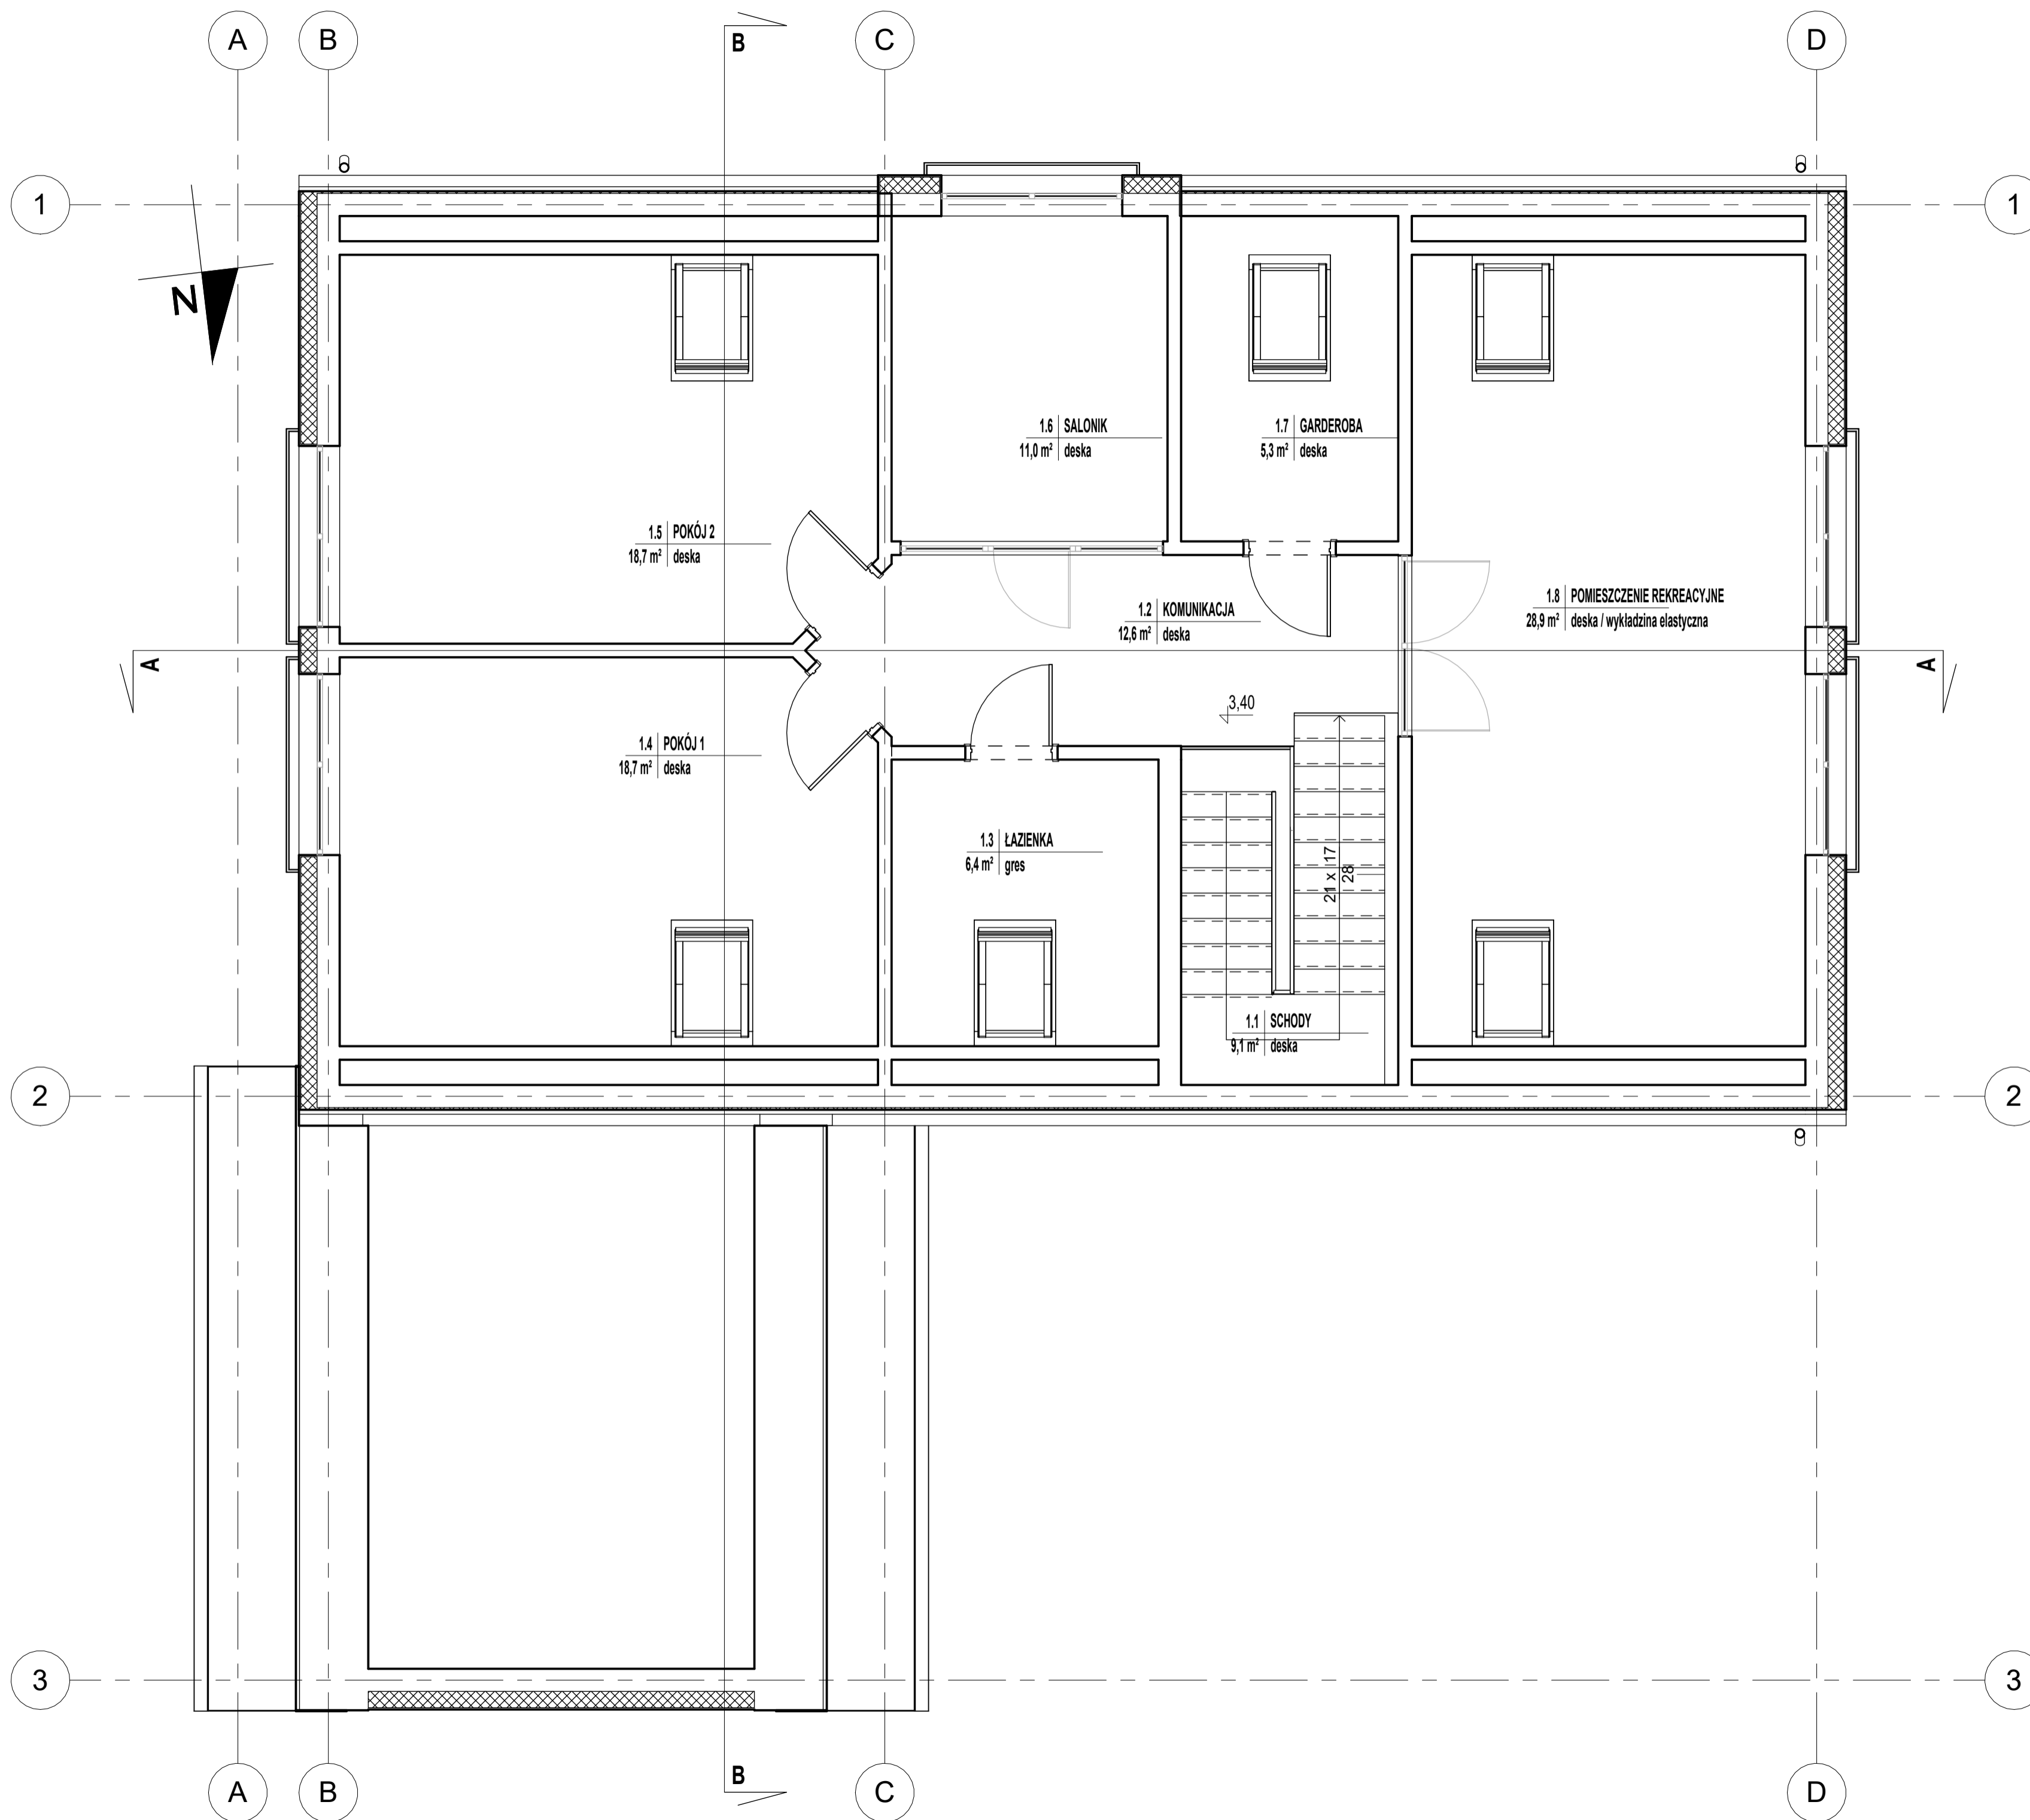 A B B C D
1 1
N
1.6 SALONIK
11,0 m² deska
1.7 GARDEROBA
5,3 m² deska
1.5 POKÓJ 2
18,7 m² deska
1.2 KOMUNIKACJA
12,6 m² deska
1.8 POMIESZCZENIE REKREACYJNE
28,9 m² deska / wykładzina elastyczna
A A
3,40
1.4 POKÓJ 1
18,7 m² deska
1.3 ŁAZIENKA
6,4 m² gres
21 x 17
28
1.1 SCHODY
9,1 m² deska
2 2
3 3
A B B C D